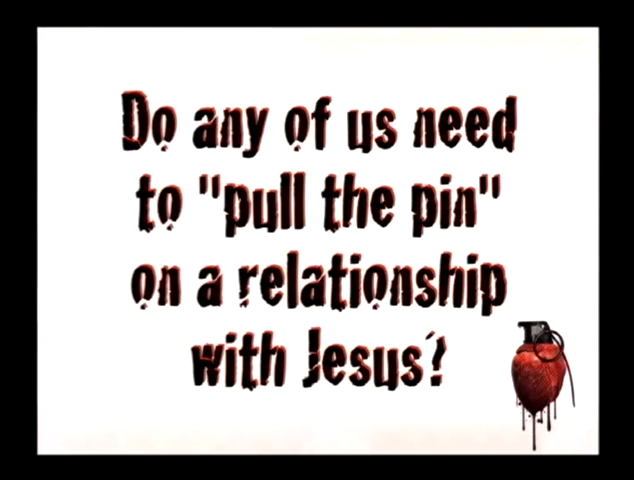 Do any of us need
to "pull the pin"
on a relationship
with Jesus?